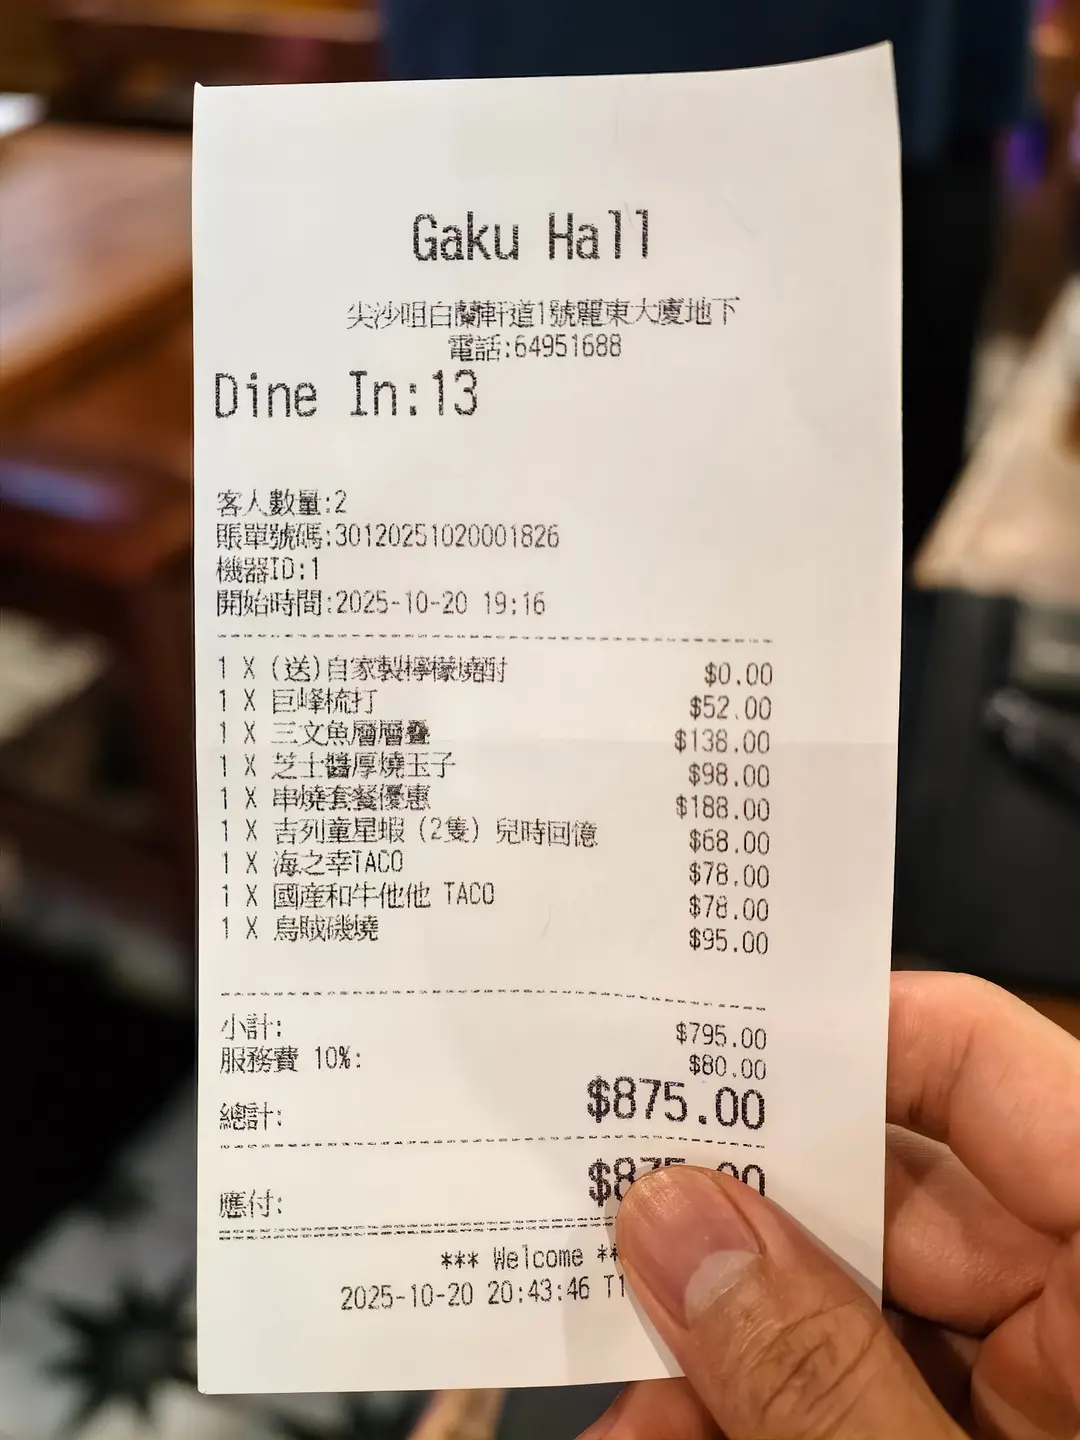 Gaku Hall
尖沙咀白蘭軒道1號麗東大廈地下
電話:64951688
Dine In:13
客人數量:2
賬單號碼:30120251020001826
機器ID:1
開始時間:2025-10-20 19:16
1 X (送)自家製檸檬燒酎 $0.00
1 X 巨峰梳打 $52.00
1 X 三文魚層層疊 $138.00
1 X 芝士醬厚燒玉子 $98.00
1 X 串燒套餐優惠 $188.00
1 X 吉列童星蝦 (2隻) 兒時回憶 $68.00
1 X 海之幸TACO $78.00
1 X 國產和牛他他 TACO $78.00
1 X 烏賊磯燒 $95.00
小計: $795.00
服務費 10%: $80.00
總計: $875.00
應付: $875.00
*** Welcome **
2025-10-20 20:43:46 T1